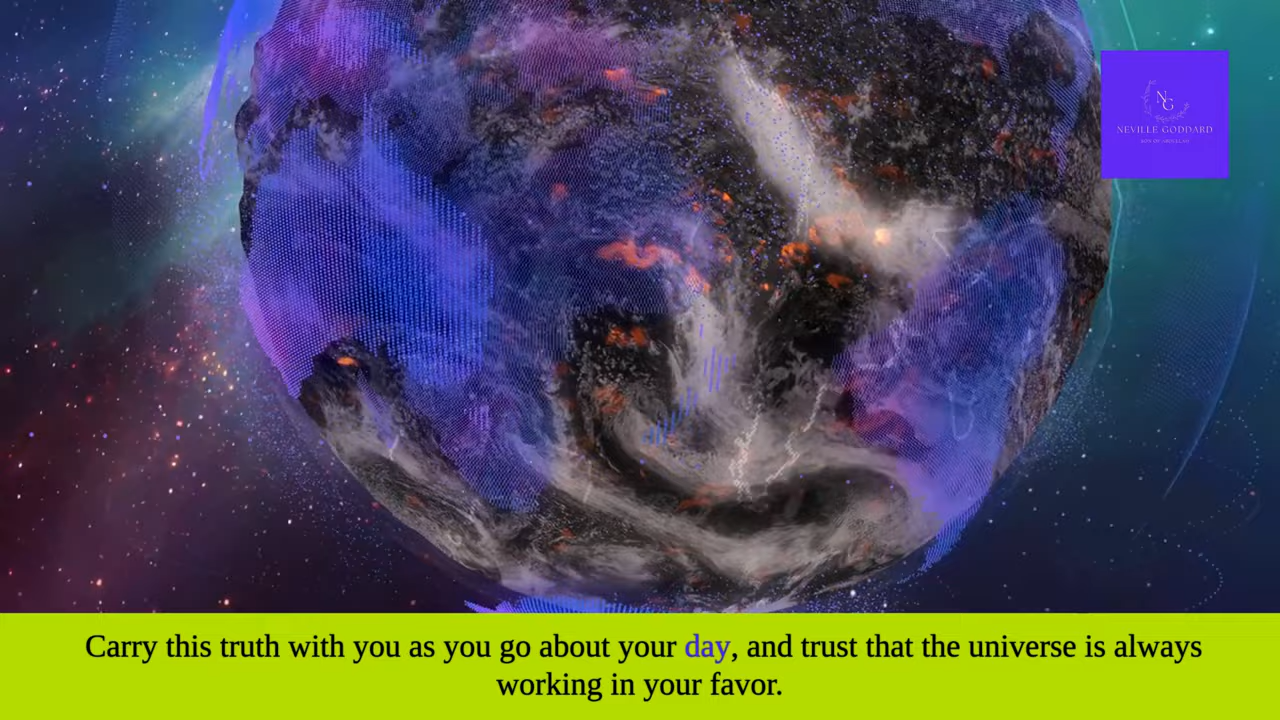 NG
NEVILLE GODDARD
Carry this truth with you as you go about your day, and trust that the universe is always
working in your favor.